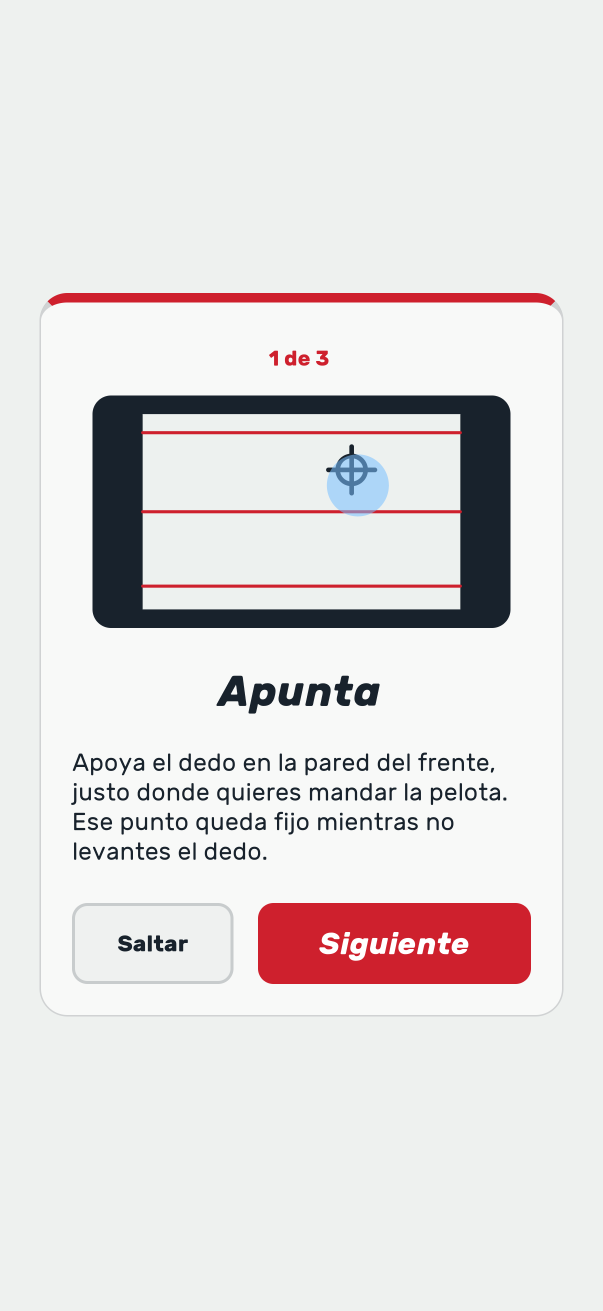 1 de 3
Apunta
Apoya el dedo en la pared del frente,
justo donde quieres mandar la pelota.
Ese punto queda fijo mientras no
levantes el dedo.
Saltar
Siguiente